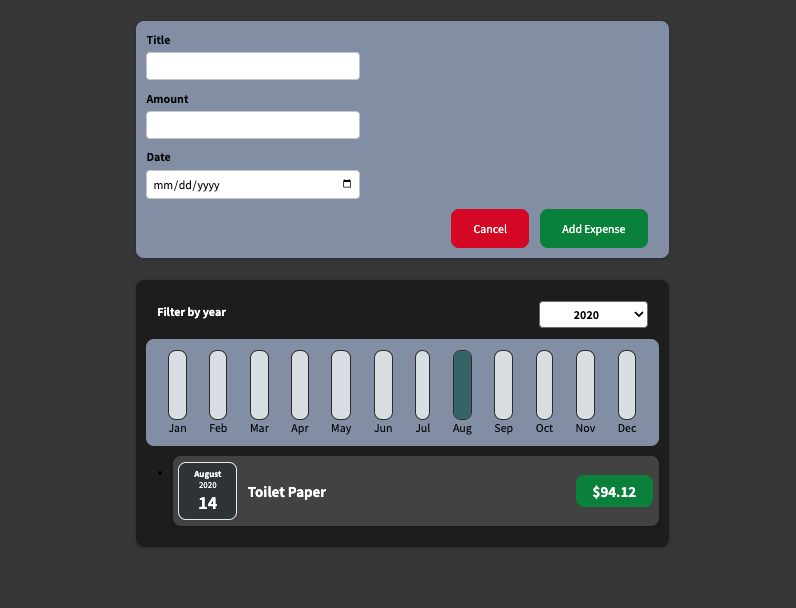 Title
Amount
Date
mm/dd/yyyy
Cancel Add Expense
Filter by year 2020
Jan Feb Mar Apr May Jun Jul Aug Sep Oct Nov Dec
August
2020
14
Toilet Paper
$94.12